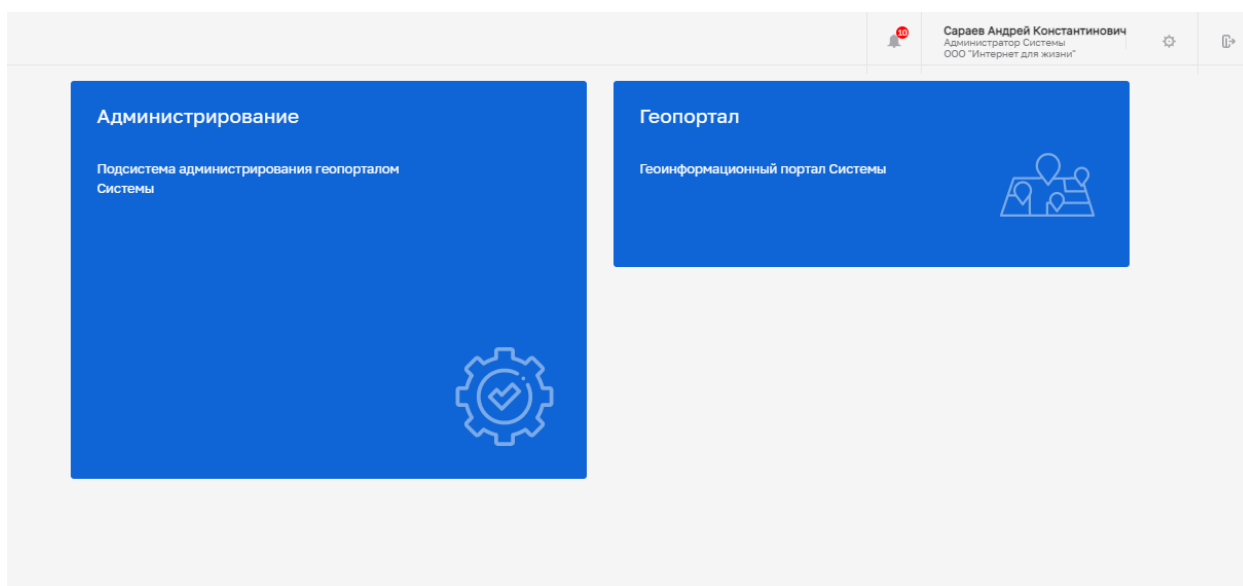 10
Сараев Андрей Константинович
Администратор Системы
ООО "Интернет для жизни"
Администрирование
Подсистема администрирования геопорталом
Системы
Геопортал
Геоинформационный портал Системы